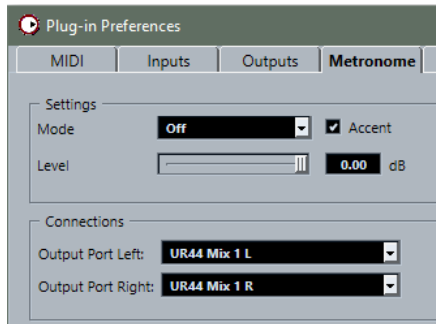 Plug-in Preferences
MIDI Inputs Outputs Metronome
Settings
Mode Off Accent
Level 0.00 dB
Connections
Output Port Left: UR44 Mix 1 L
Output Port Right: UR44 Mix 1 R